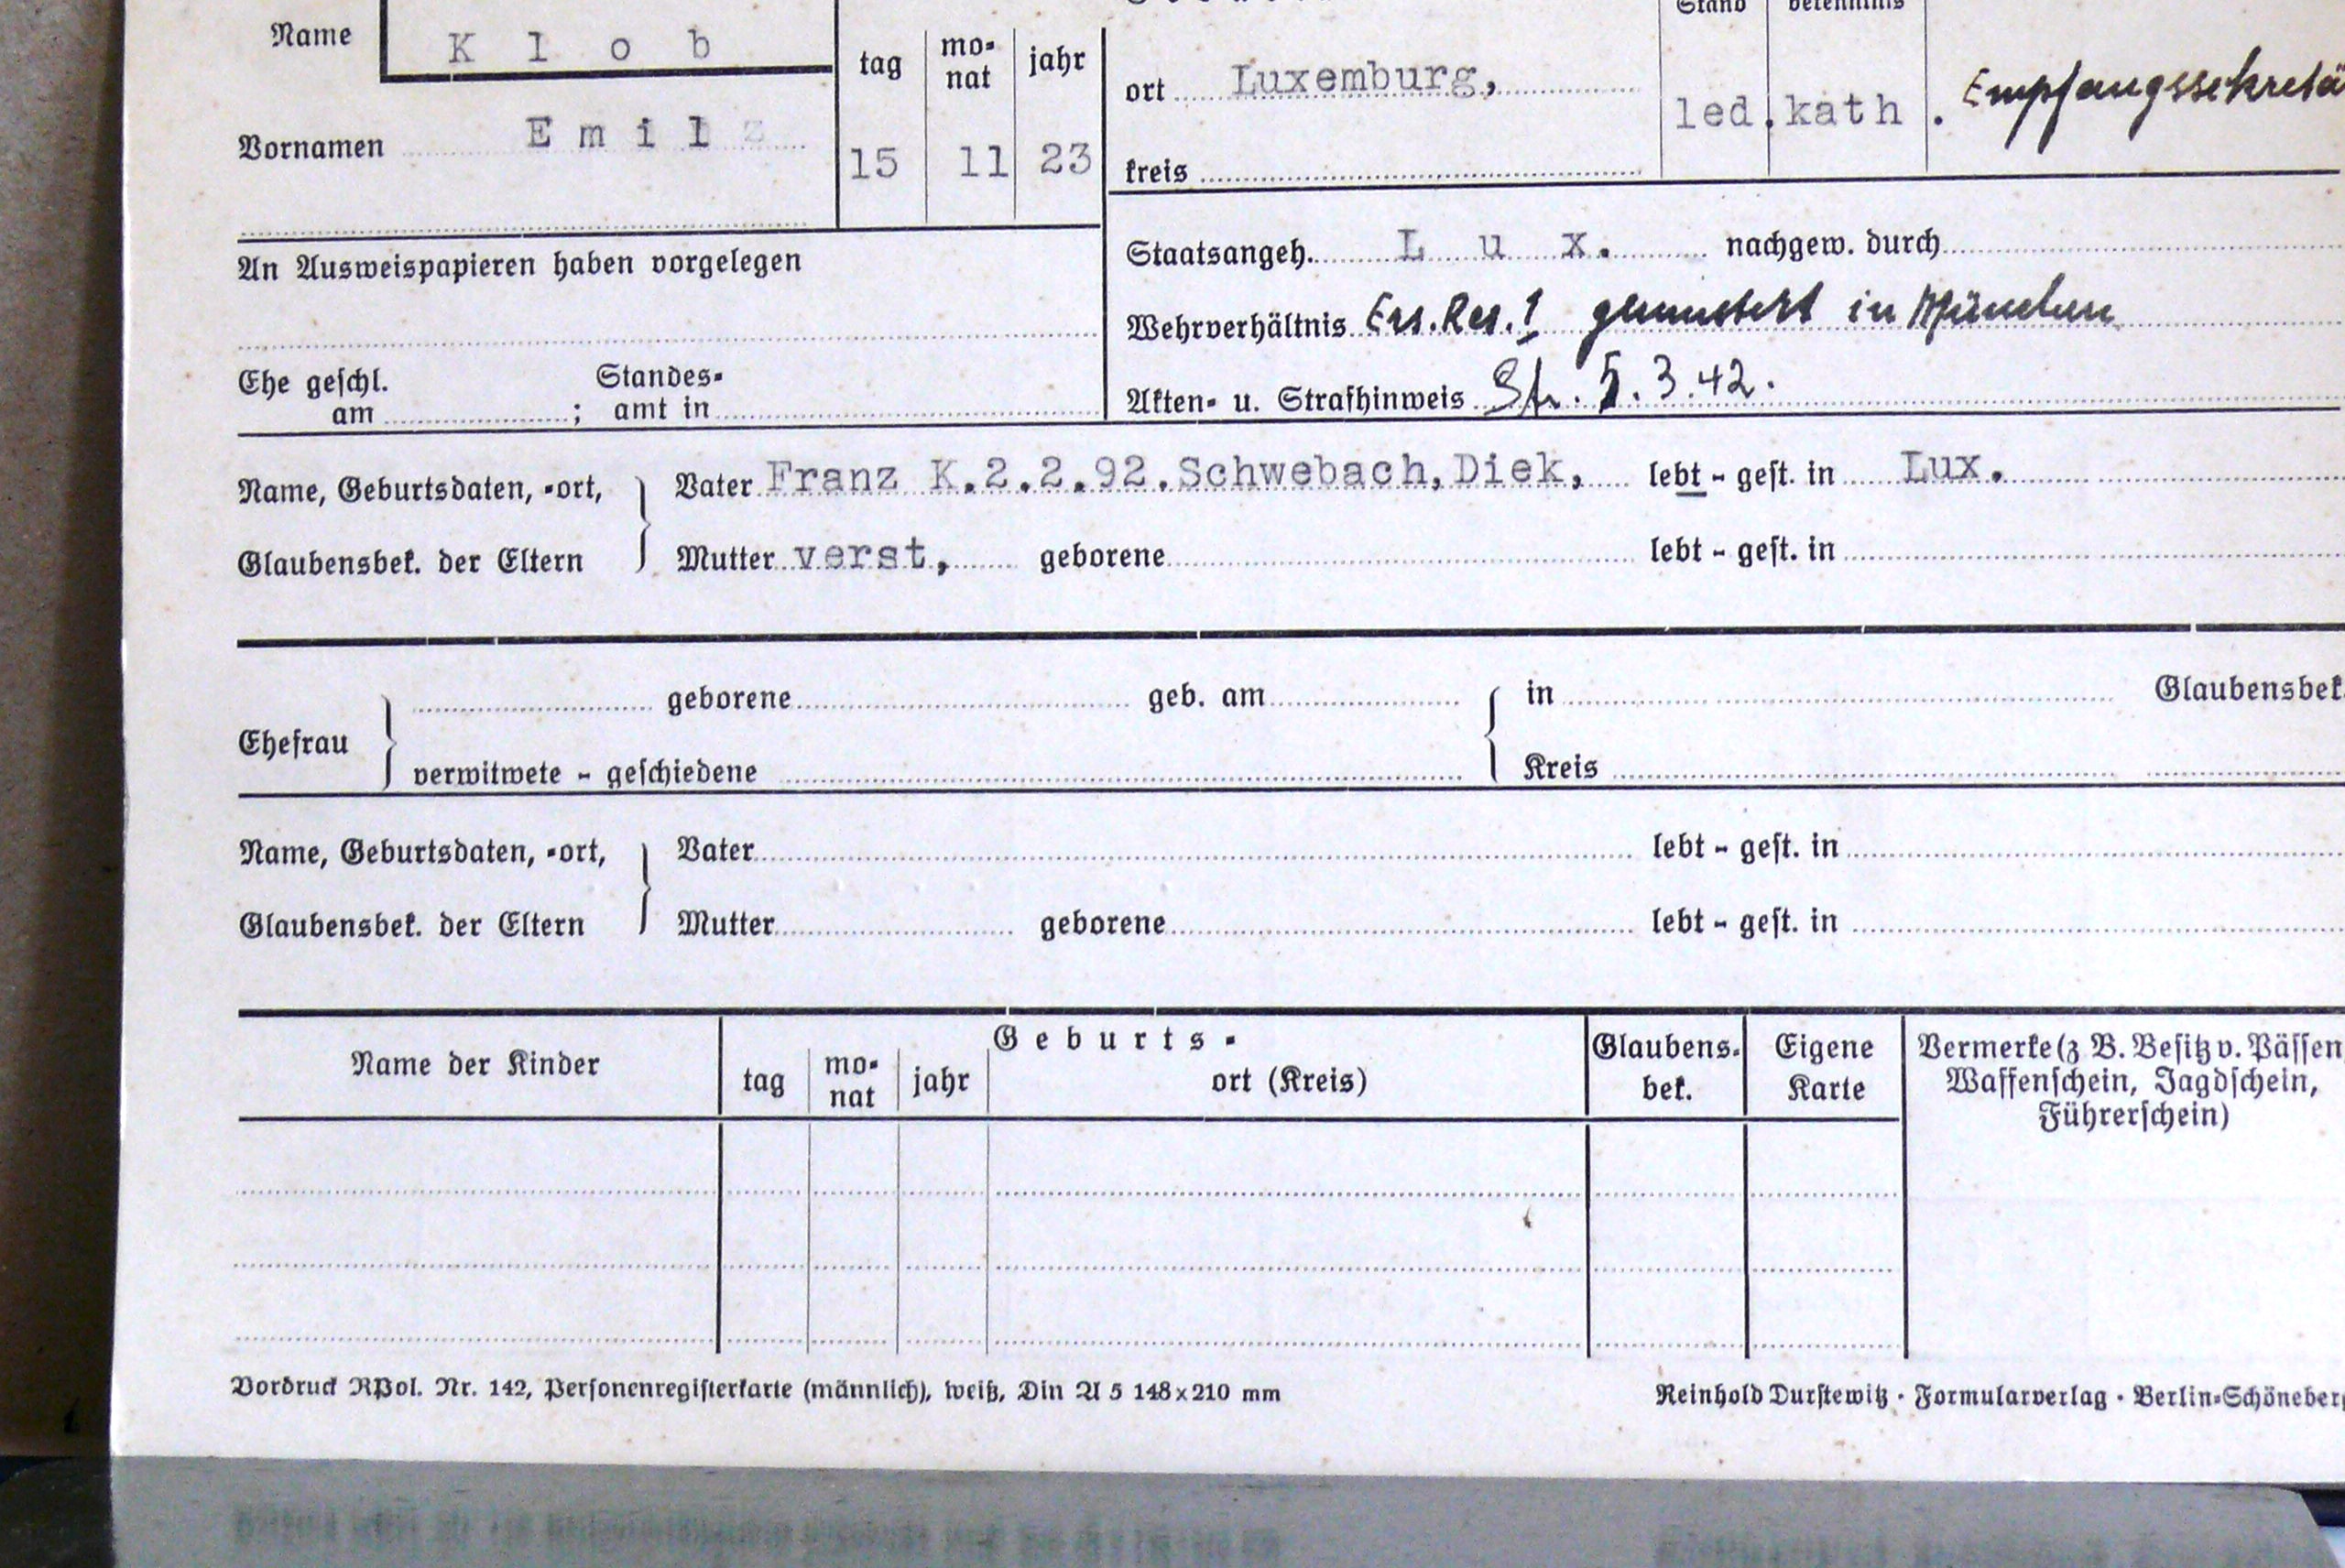 Stand bekenntnis
Name K l o b
tag mo-nat jahr
ort Luxemburg,
Vornamen E m i l
15 11 23
kreis
led. kath. Empfangssekretä
An Ausweispapieren haben vorgelegen
Staatsangeh. L u x. nachgew. durch
Wehrverhältnis Ers.Res.1 gemustert in München
Ehe geschl. am ; Standes-amt in
Akten- u. Strafhinweis 5.3.42.
Name, Geburtsdaten, -ort, Vater Franz K.2.2.92.Schwebach,Diek, lebt - gest. in Lux.
Glaubensbek. der Eltern Mutter verst, geborene lebt - gest. in
geborene geb. am in Glaubensbek.
Ehefrau
verwitwete - geschiedene Kreis
Name, Geburtsdaten, -ort, Vater lebt - gest. in
Glaubensbek. der Eltern Mutter geborene lebt - gest. in
Name der Kinder
G e b u r t s -
tag mo-nat jahr ort (Kreis)
Glaubens-
bek.
Eigene
Karte
Vermerke (z B. Besitz v. Pässen,
Waffenschein, Jagdschein,
Führerschein)
Vordruck RPol. Nr. 142, Personenregisterkarte (männlich), weiß, Din A 5 148x210 mm
Reinhold Durstewitz · Formularverlag · Berlin-Schöneberg